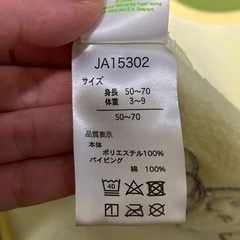 JA15302
サイズ
身長 50~70
体重 3~9
50~70
品質表示
本体
ポリエステル100%
パイピング
綿 100%
40